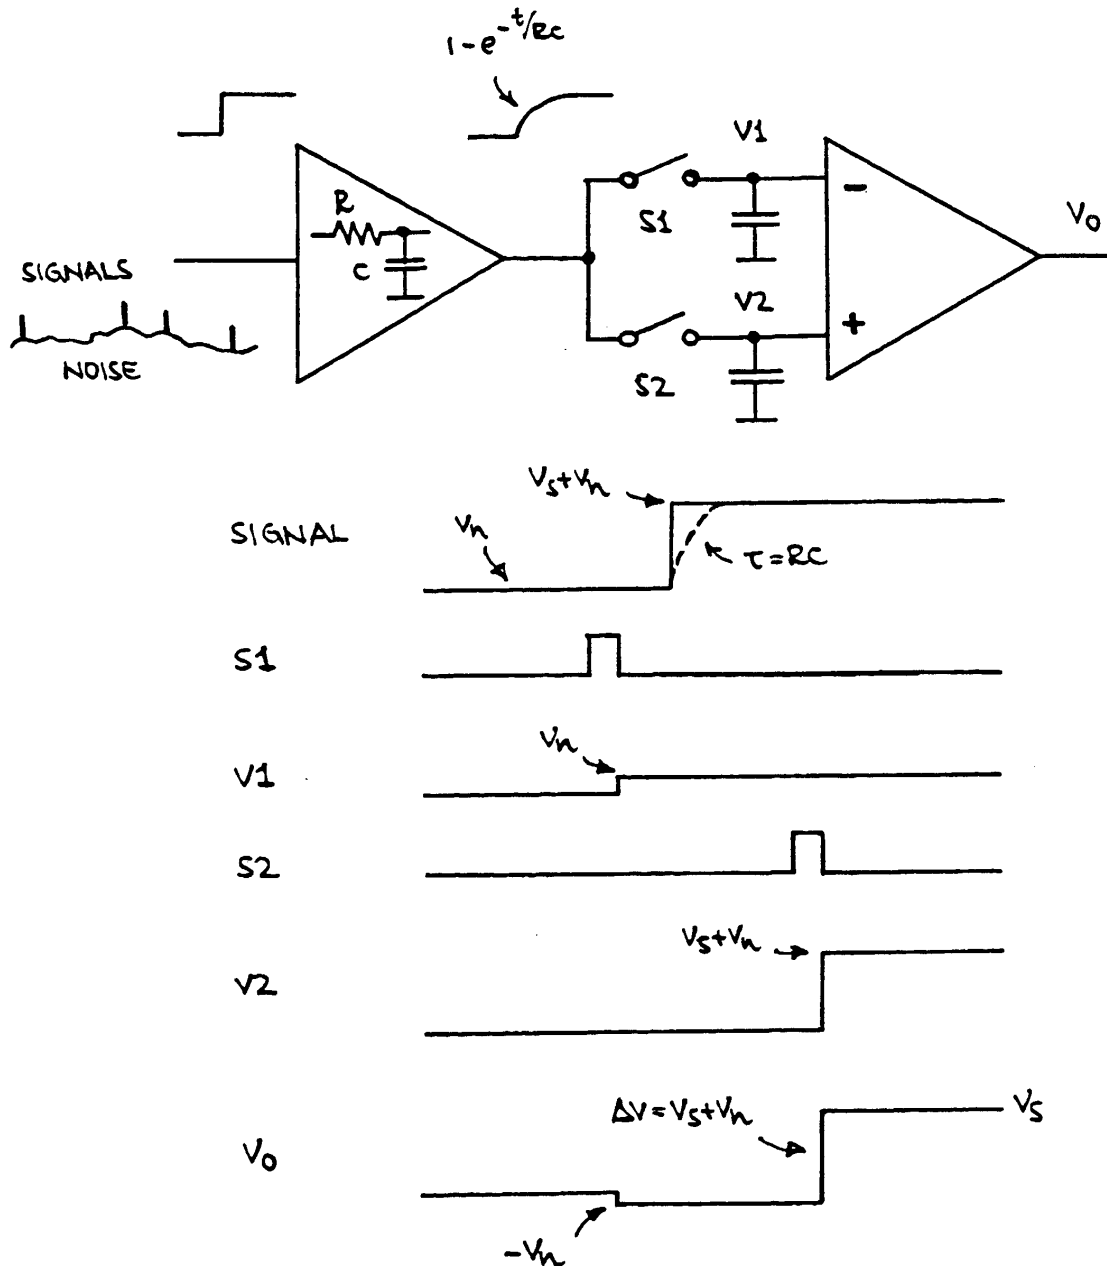 1-e^-t/RC
V1
R
-
S1
Vo
SIGNALS
C
V2
NOISE
+
S2
Vs+Vn
Vn
SIGNAL
τ=RC
S1
Vn
V1
S2
Vs+Vn
V2
ΔV=Vs+Vn
Vs
Vo
-Vn